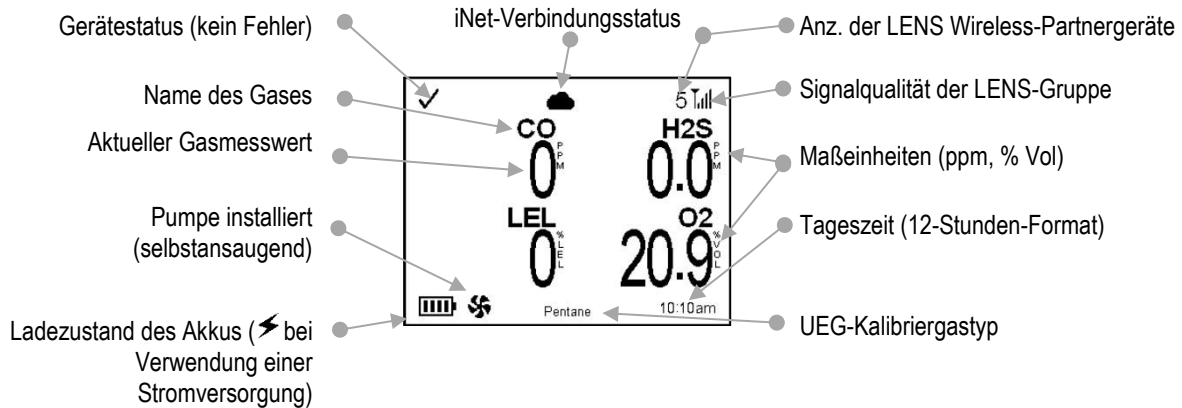 Gerätestatus (kein Fehler)
iNet-Verbindungsstatus
Anz. der LENS Wireless-Partnergeräte
Name des Gases
Signalqualität der LENS-Gruppe
Aktueller Gasmesswert
Maßeinheiten (ppm, % Vol)
Pumpe installiert
(selbstansaugend)
Tageszeit (12-Stunden-Format)
Ladezustand des Akkus (⚡ bei
Verwendung einer
Stromversorgung)
UEG-Kalibriergastyp
5
CO
H2S
0 PPM
0.0 PPM
LEL
O2
0 %LEL
20.9 %VOL
Pentane
10:10am